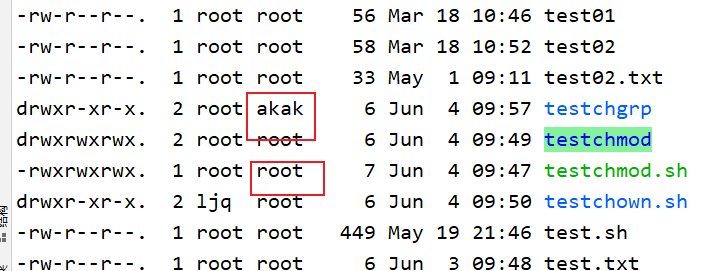 -rw-r--r--. 1 root root 56 Mar 18 10:46 test01
-rw-r--r--. 1 root root 58 Mar 18 10:52 test02
-rw-r--r--. 1 root root 33 May 1 09:11 test02.txt
drwxr-xr-x. 2 root akak 6 Jun 4 09:57 testchgrp
drwxrwxrwx. 2 root root 6 Jun 4 09:49 testchmod
-rwxrwxrwx. 1 root root 7 Jun 4 09:47 testchmod.sh
drwxr-xr-x. 2 ljq root 6 Jun 4 09:50 testchown.sh
-rw-r--r--. 1 root root 449 May 19 21:46 test.sh
-rw-r--r--. 1 root root 6 Jun 3 09:48 test.txt
结构